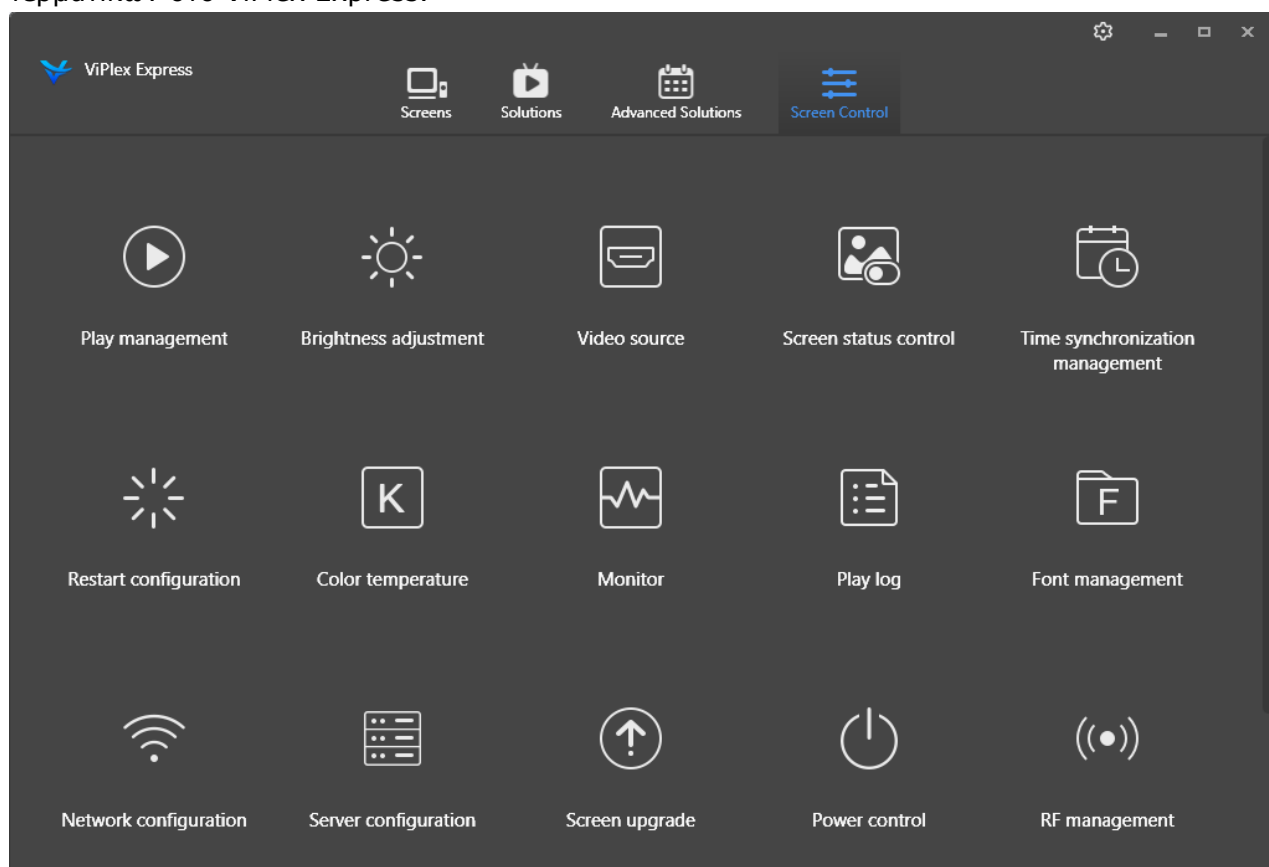 ViPlex Express
Screens
Solutions
Advanced Solutions
Screen Control
Play management
Brightness adjustment
Video source
Screen status control
Time synchronization
management
Restart configuration
K
Color temperature
Monitor
Play log
F
Font management
Network configuration
Server configuration
Screen upgrade
Power control
RF management